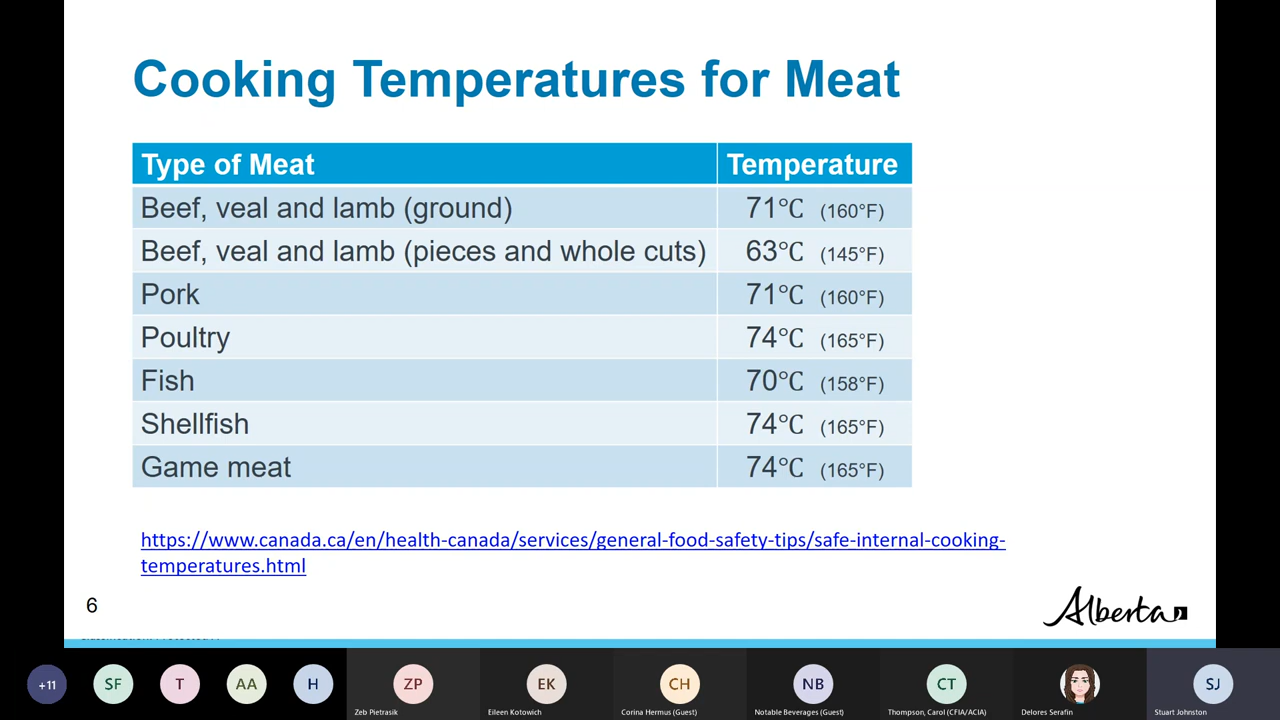 Cooking Temperatures for Meat
Type of Meat Temperature
Beef, veal and lamb (ground) 71℃ (160°F)
Beef, veal and lamb (pieces and whole cuts) 63℃ (145°F)
Pork 71℃ (160°F)
Poultry 74℃ (165°F)
Fish 70℃ (158°F)
Shellfish 74℃ (165°F)
Game meat 74℃ (165°F)
https://www.canada.ca/en/health-canada/services/general-food-safety-tips/safe-internal-cooking-
temperatures.html
6
Alberta
+11 SF T AA H ZP EK CH NB CT SJ
Zeb Pietrasik Eileen Kotowich Corina Hermus (Guest) Notable Beverages (Guest) Thompson, Carol (CFIA/ACIA) Delores Serafin Stuart Johnston